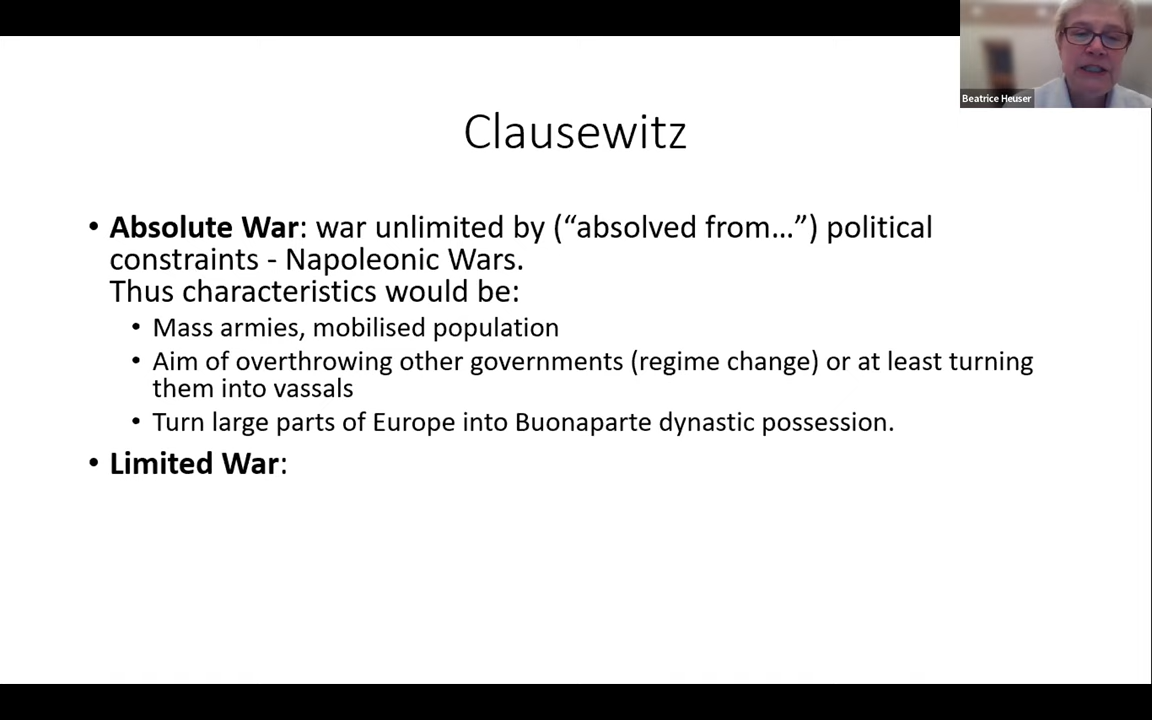 Beatrice Heuser
Clausewitz
• Absolute War: war unlimited by (“absolved from…”) political
constraints - Napoleonic Wars.
Thus characteristics would be:
• Mass armies, mobilised population
• Aim of overthrowing other governments (regime change) or at least turning
them into vassals
• Turn large parts of Europe into Buonaparte dynastic possession.
• Limited War: